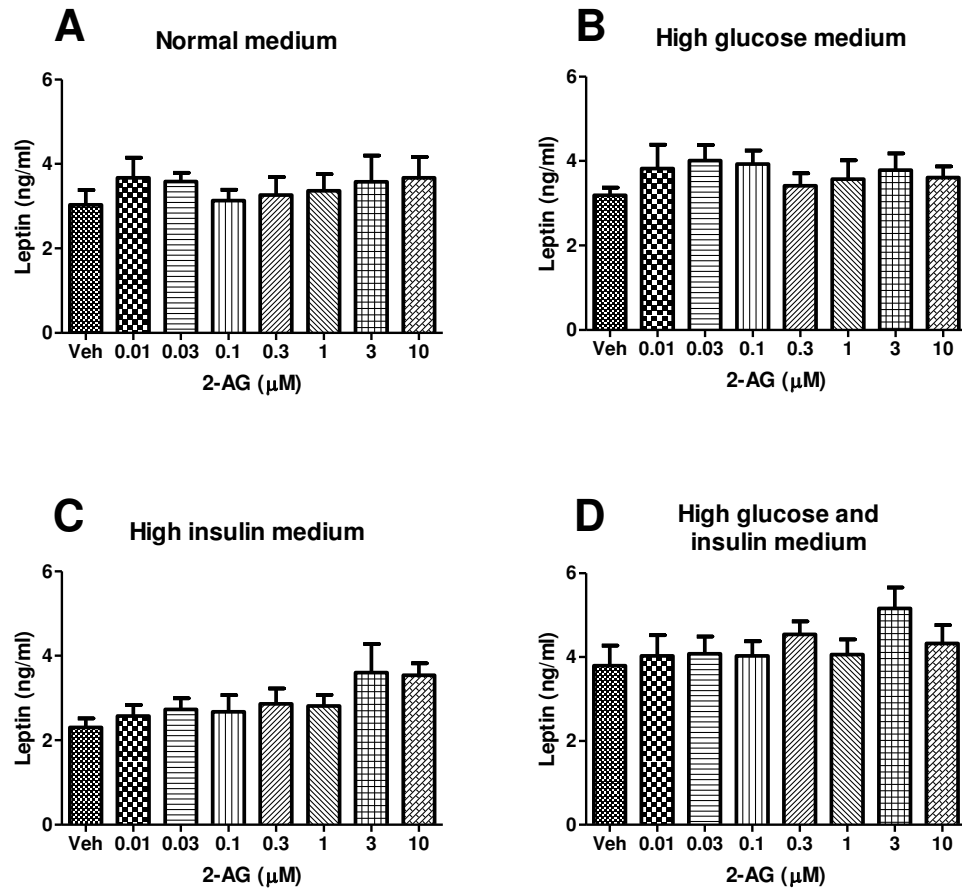 A
Normal medium
6
4
2
0
Leptin (ng/ml)
Veh 0.01 0.03 0.1 0.3 1 3 10
2-AG (μM)
B
High glucose medium
6
4
2
0
Leptin (ng/ml)
Veh 0.01 0.03 0.1 0.3 1 3 10
2-AG (μM)
C
High insulin medium
6
4
2
0
Leptin (ng/ml)
Veh 0.01 0.03 0.1 0.3 1 3 10
2-AG (μM)
D
High glucose and
insulin medium
6
4
2
0
Leptin (ng/ml)
Veh 0.01 0.03 0.1 0.3 1 3 10
2-AG (μM)